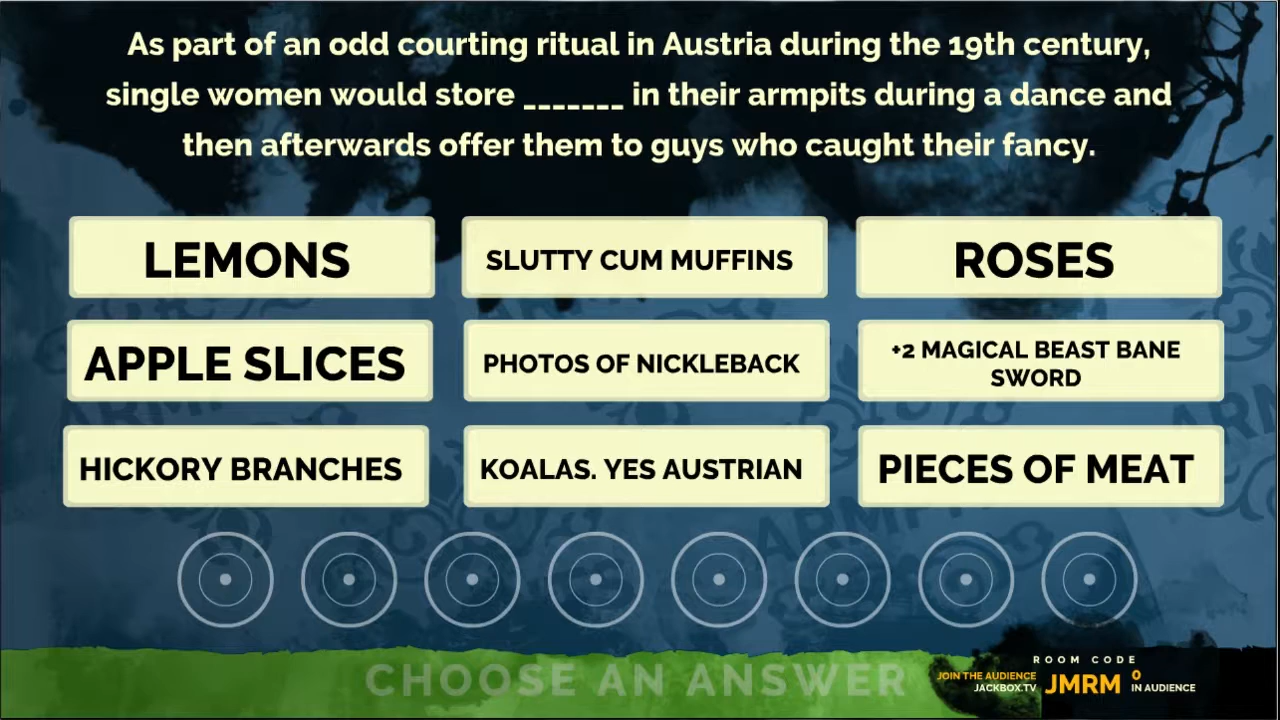 As part of an odd courting ritual in Austria during the 19th century,
single women would store _______ in their armpits during a dance and
then afterwards offer them to guys who caught their fancy.
LEMONS
SLUTTY CUM MUFFINS
ROSES
APPLE SLICES
PHOTOS OF NICKLEBACK
+2 MAGICAL BEAST BANE
SWORD
HICKORY BRANCHES
KOALAS. YES AUSTRIAN
PIECES OF MEAT
CHOOSE AN ANSWER
ROOM CODE
JOIN THE AUDIENCE
JACKBOX.TV
JMRM
0
IN AUDIENCE